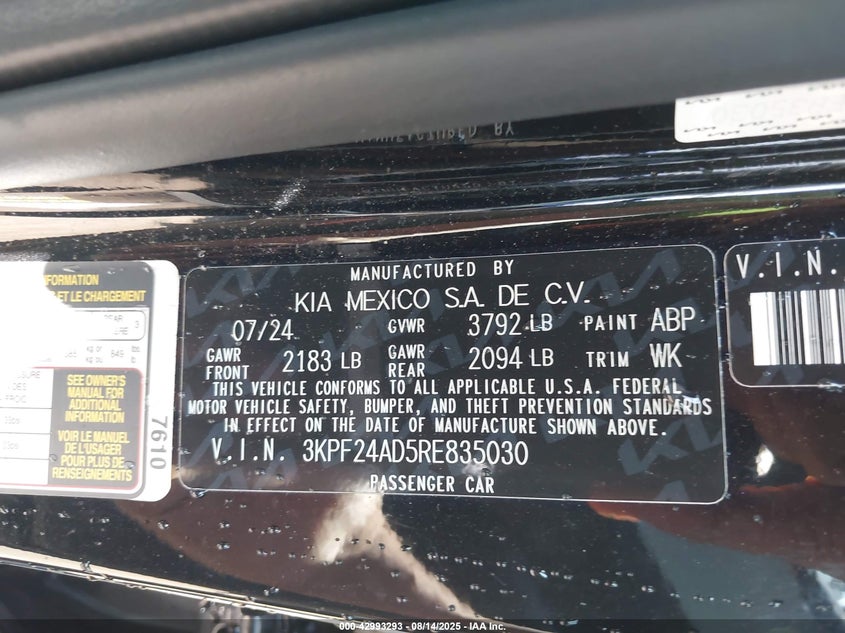 MANUFACTURED BY
KIA MEXICO S.A. DE C.V.
07/24 GVWR 3792 LB PAINT ABP
GAWR FRONT 2183 LB GAWR REAR 2094 LB TRIM WK
THIS VEHICLE CONFORMS TO ALL APPLICABLE U.S.A. FEDERAL
MOTOR VEHICLE SAFETY, BUMPER, AND THEFT PREVENTION STANDARDS
IN EFFECT ON THE DATE OF MANUFACTURE SHOWN ABOVE.
V.I.N. 3KPF24AD5RE835030
PASSENGER CAR
V.I.N.
ET LE CHARGEMENT
849
SEE OWNER'S
MANUAL FOR
ADDITIONAL
INFORMATION
VOIR LE MANUEL
DE L'USAGER
POUR PLUS DE
RENSEIGNEMENTS
7610
000-42993293 - 08/14/2025 - IAA Inc.